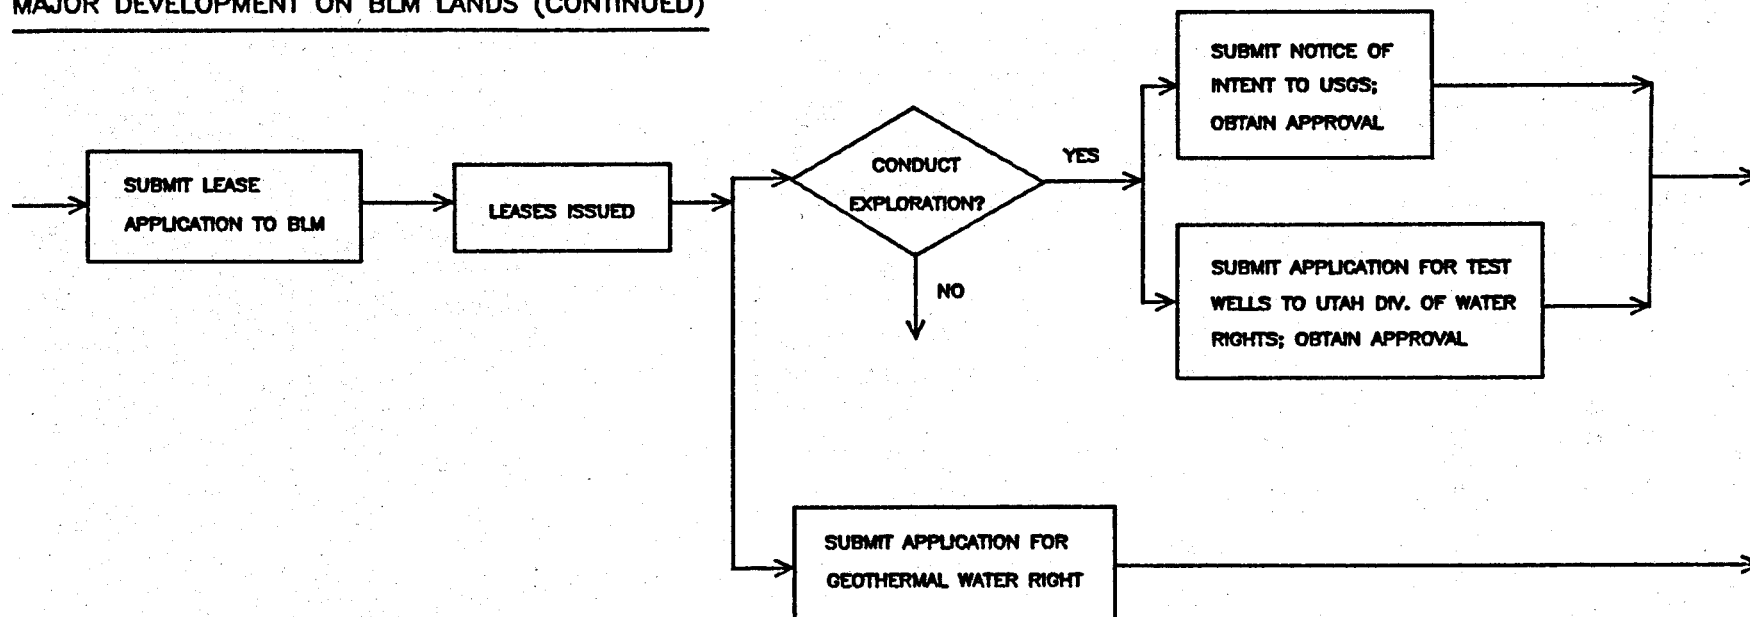 MAJOR DEVELOPMENT ON BLM LANDS (CONTINUED)
SUBMIT LEASE
APPLICATION TO BLM
LEASES ISSUED
CONDUCT
EXPLORATION?
YES
NO
SUBMIT NOTICE OF
INTENT TO USGS;
OBTAIN APPROVAL
SUBMIT APPLICATION FOR TEST
WELLS TO UTAH DIV. OF WATER
RIGHTS; OBTAIN APPROVAL
SUBMIT APPLICATION FOR
GEOTHERMAL WATER RIGHT